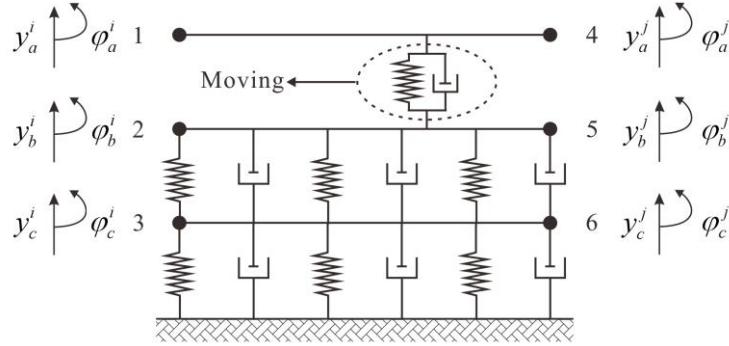 y_a^i φ_a^i 1 4 y_a^j φ_a^j
Moving
y_b^i φ_b^i 2 5 y_b^j φ_b^j
y_c^i φ_c^i 3 6 y_c^j φ_c^j